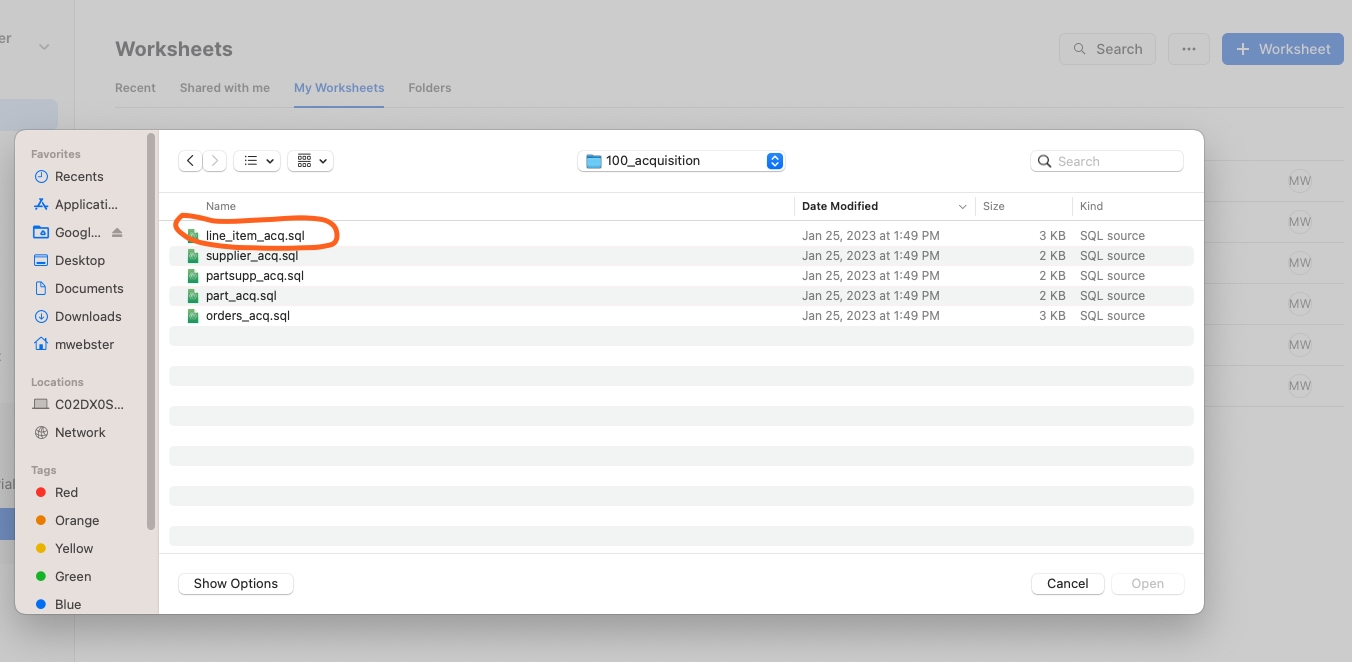 er
Worksheets
Search
+ Worksheet
Recent
Shared with me
My Worksheets
Folders
Favorites
Recents
Applicati...
Googl...
Desktop
Documents
Downloads
mwebster
Locations
C02DX0S...
Network
Tags
Red
Orange
Yellow
Green
Blue
100_acquisition
Search
Name Date Modified Size Kind
line_item_acq.sql Jan 25, 2023 at 1:49 PM 3 KB SQL source
supplier_acq.sql Jan 25, 2023 at 1:49 PM 2 KB SQL source
partsupp_acq.sql Jan 25, 2023 at 1:49 PM 2 KB SQL source
part_acq.sql Jan 25, 2023 at 1:49 PM 2 KB SQL source
orders_acq.sql Jan 25, 2023 at 1:49 PM 3 KB SQL source
Show Options
Cancel
Open
MW
MW
MW
MW
MW
MW
rial